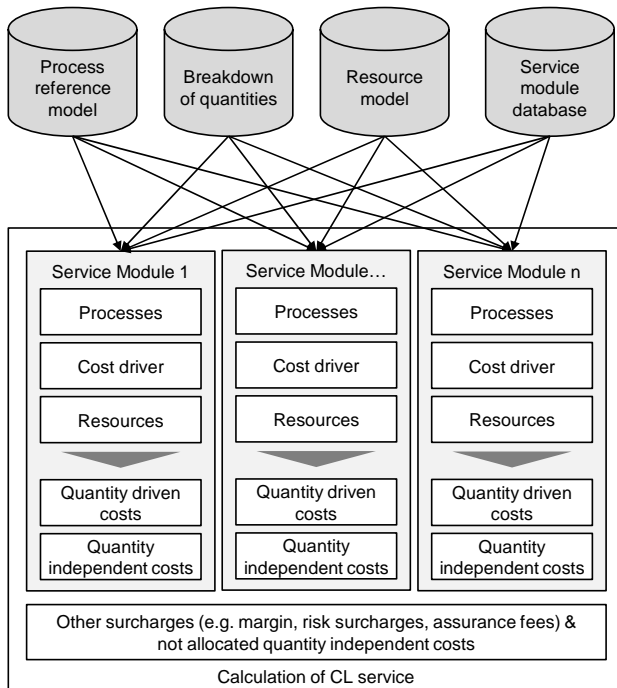 Process
reference
model
Breakdown
of quantities
Resource
model
Service
module
database
Service Module 1
Processes
Cost driver
Resources
Quantity driven
costs
Quantity
independent costs
Service Module…
Processes
Cost driver
Resources
Quantity driven
costs
Quantity
independent costs
Service Module n
Processes
Cost driver
Resources
Quantity driven
costs
Quantity
independent costs
Other surcharges (e.g. margin, risk surcharges, assurance fees) &
not allocated quantity independent costs
Calculation of CL service